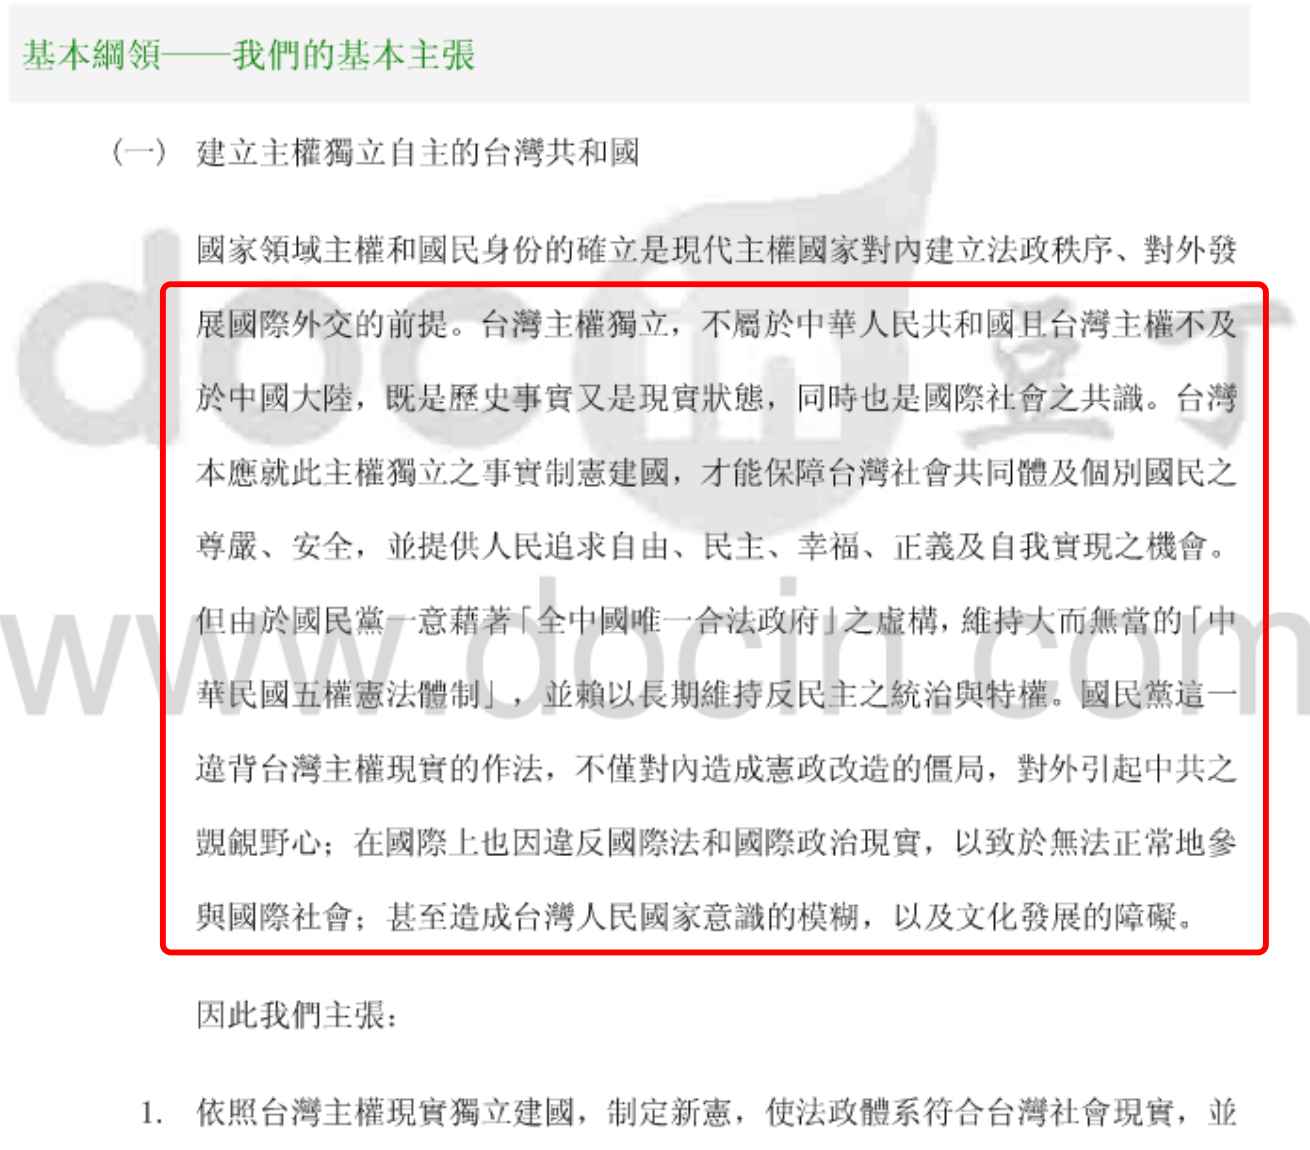 基本綱領——我們的基本主張
(一) 建立主權獨立自主的台灣共和國
國家領域主權和國民身份的確立是現代主權國家對內建立法政秩序、對外發
展國際外交的前提。台灣主權獨立，不屬於中華人民共和國且台灣主權不及
於中國大陸，既是歷史事實又是現實狀態，同時也是國際社會之共識。台灣
本應就此主權獨立之事實制憲建國，才能保障台灣社會共同體及個別國民之
尊嚴、安全，並提供人民追求自由、民主、幸福、正義及自我實現之機會。
但由於國民黨一意藉著「全中國唯一合法政府」之虛構，維持大而無當的「中
華民國五權憲法體制」，並賴以長期維持反民主之統治與特權。國民黨這一
違背台灣主權現實的作法，不僅對內造成憲政改造的僵局，對外引起中共之
覬覦野心；在國際上也因違反國際法和國際政治現實，以致於無法正常地參
與國際社會；甚至造成台灣人民國家意識的模糊，以及文化發展的障礙。
因此我們主張：
1. 依照台灣主權現實獨立建國，制定新憲，使法政體系符合台灣社會現實，並
docin 豆丁
www.docin.com